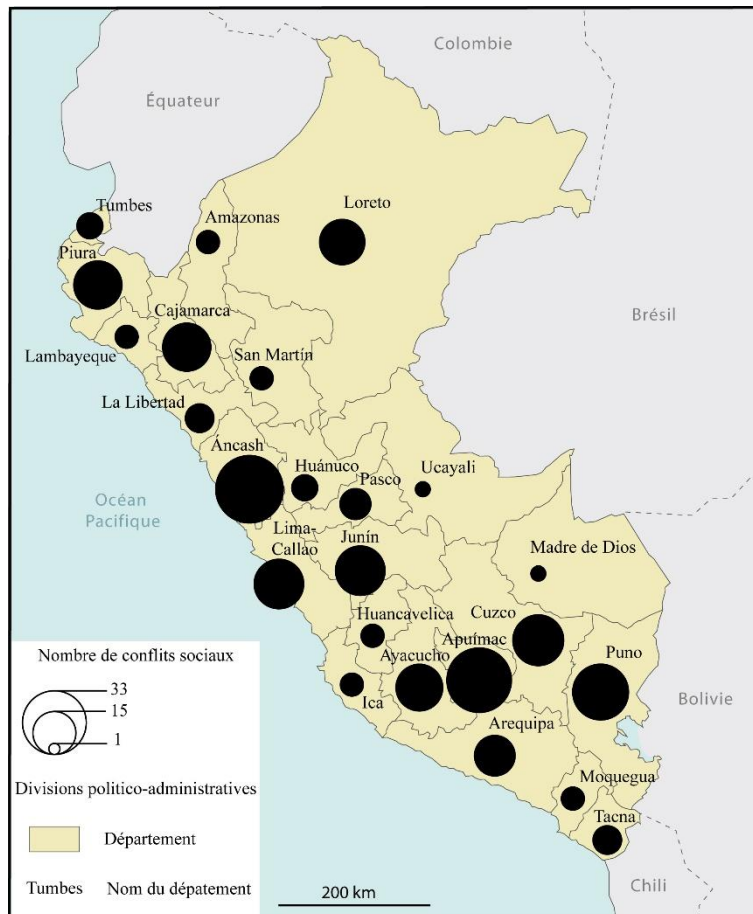 Colombie
Équateur
Tumbes
Amazonas
Loreto
Piura
Cajamarca
Brésil
Lambayeque
San Martín
La Libertad
Áncash
Huánuco
Pasco
Ucayali
Océan
Pacifique
Lima-
Callao
Junín
Madre de Dios
Huancavelica
Cuzco
Apuímac
Ayacucho
Puno
Ica
Arequipa
Bolivie
Moquegua
Tacna
Chili
Nombre de conflits sociaux
33
15
1
Divisions politico-administratives
Département
Tumbes Nom du dépatement
200 km